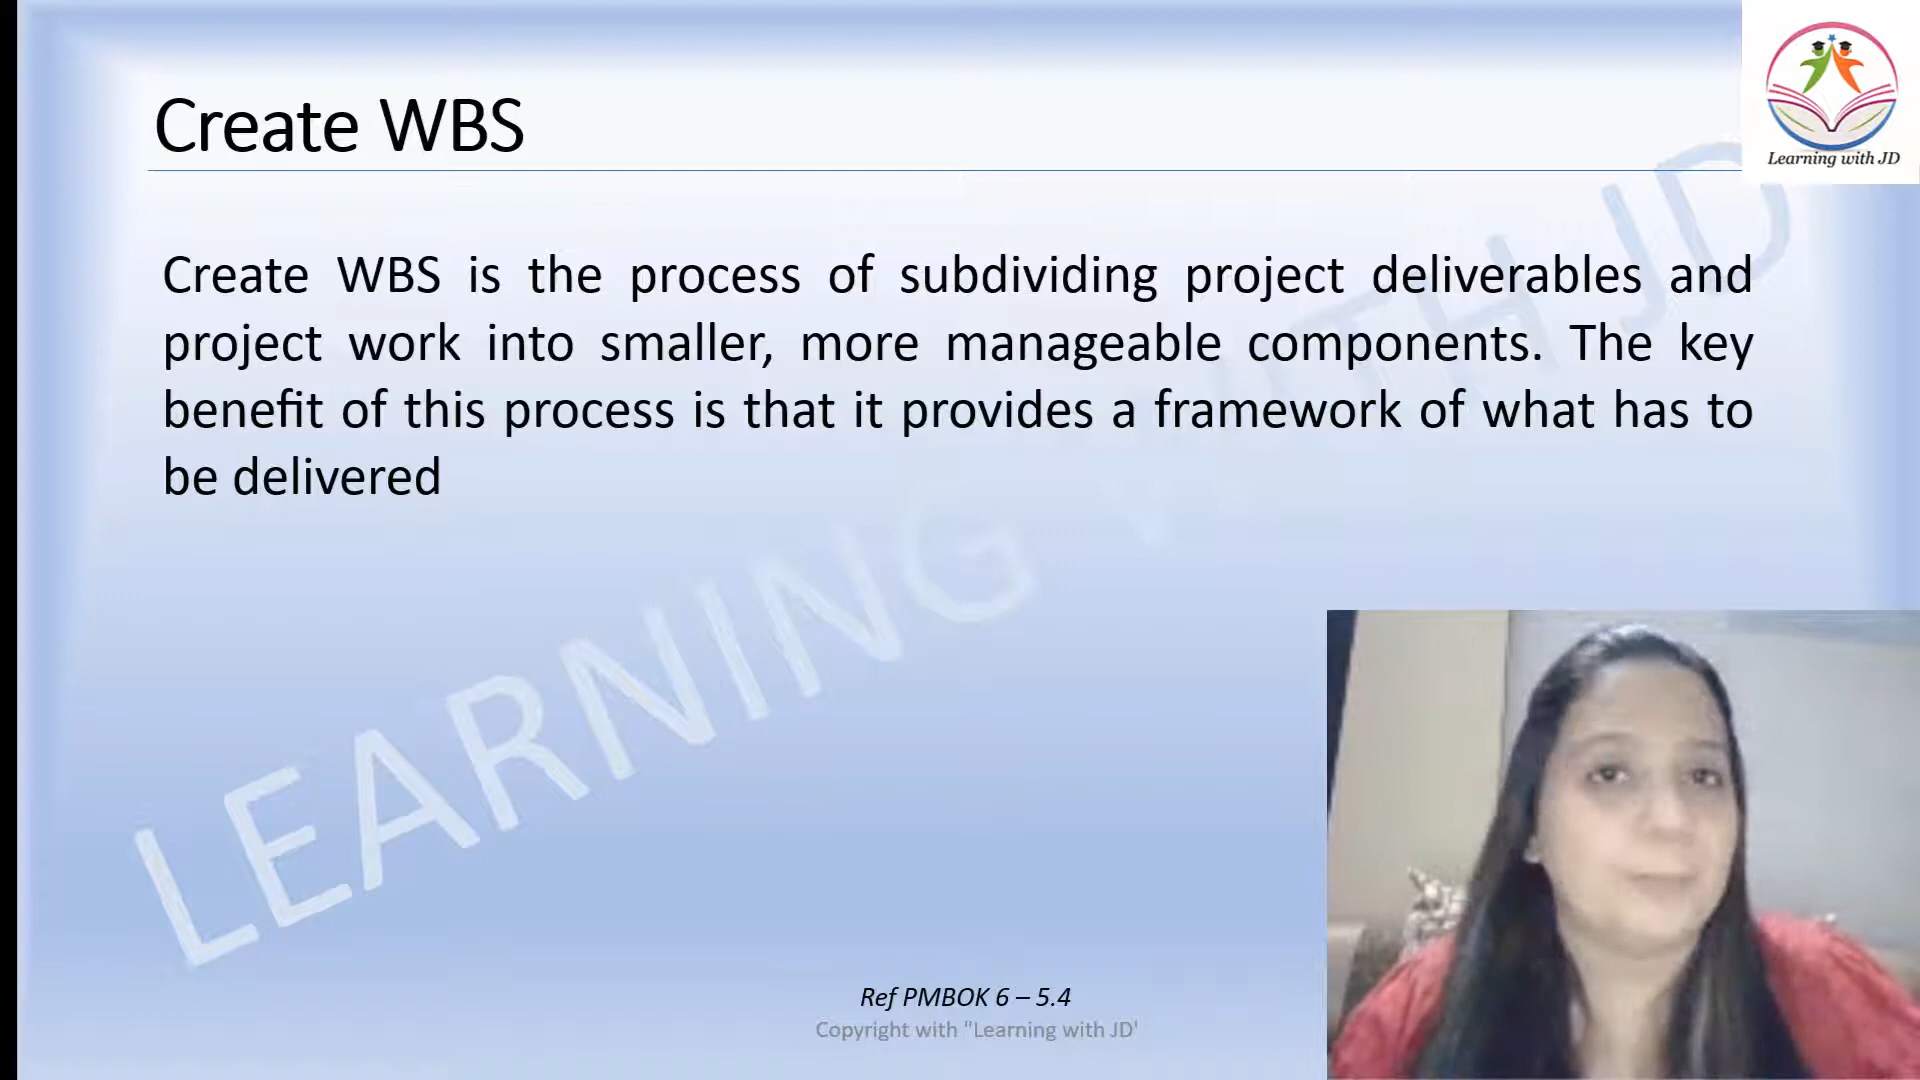 Create WBS
Learning with JD
Create WBS is the process of subdividing project deliverables and
project work into smaller, more manageable components. The key
benefit of this process is that it provides a framework of what has to
be delivered
LEARNING WITH JD
Ref PMBOK 6 – 5.4
Copyright with "Learning with JD'